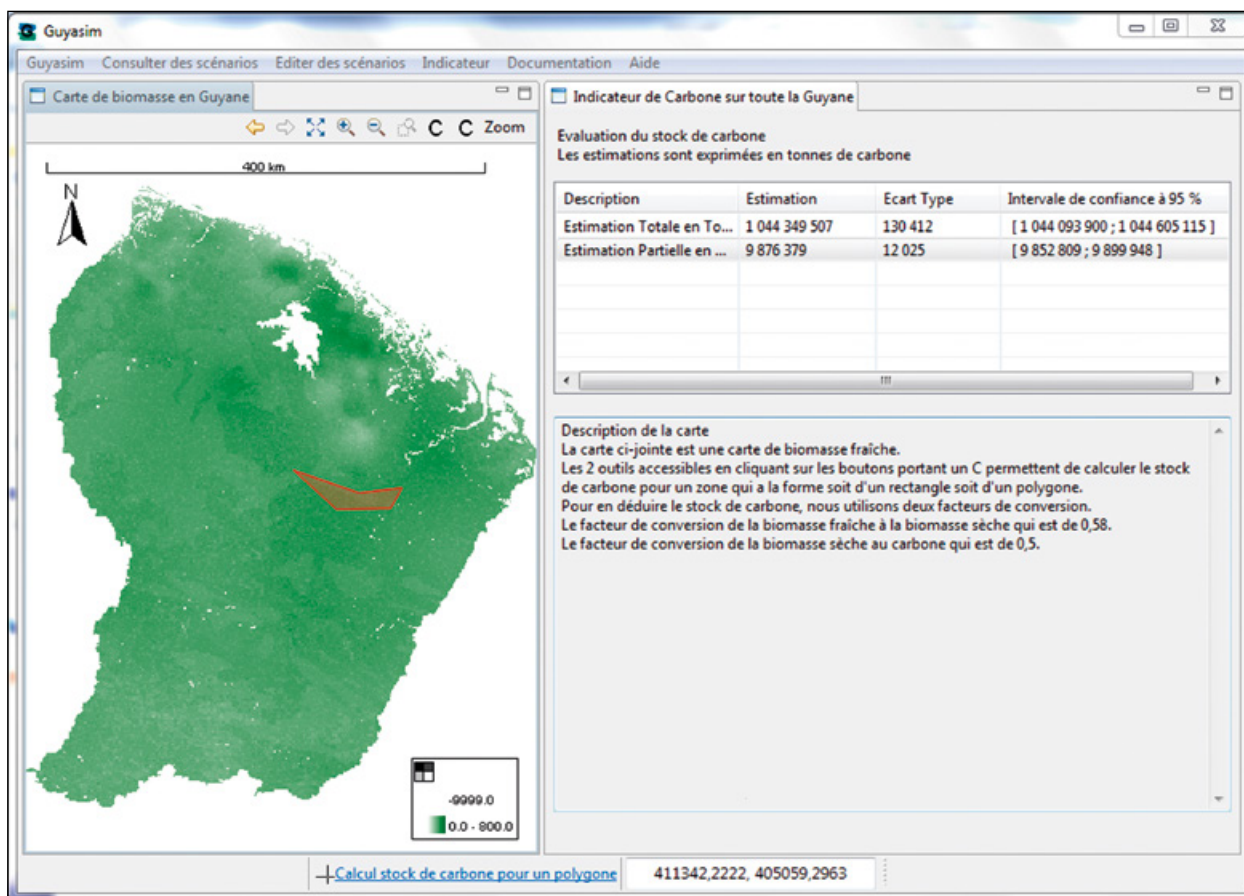 Guyasim
Guyasim Consulter des scénarios Editer des scénarios Indicateur Documentation Aide
Carte de biomasse en Guyane
C C Zoom
400 km
N
-9999.0
0.0 - 800.0
Indicateur de Carbone sur toute la Guyane
Evaluation du stock de carbone
Les estimations sont exprimées en tonnes de carbone
Description Estimation Ecart Type Intervale de confiance à 95 %
Estimation Totale en To... 1 044 349 507 130 412 [ 1 044 093 900 ; 1 044 605 115 ]
Estimation Partielle en ... 9 876 379 12 025 [ 9 852 809 ; 9 899 948 ]
Description de la carte
La carte ci-jointe est une carte de biomasse fraîche.
Les 2 outils accessibles en cliquant sur les boutons portant un C permettent de calculer le stock
de carbone pour un zone qui a la forme soit d'un rectangle soit d'un polygone.
Pour en déduire le stock de carbone, nous utilisons deux facteurs de conversion.
Le facteur de conversion de la biomasse fraîche à la biomasse sèche qui est de 0,58.
Le facteur de conversion de la biomasse sèche au carbone qui est de 0,5.
Calcul stock de carbone pour un polygone 411342,2222, 405059,2963